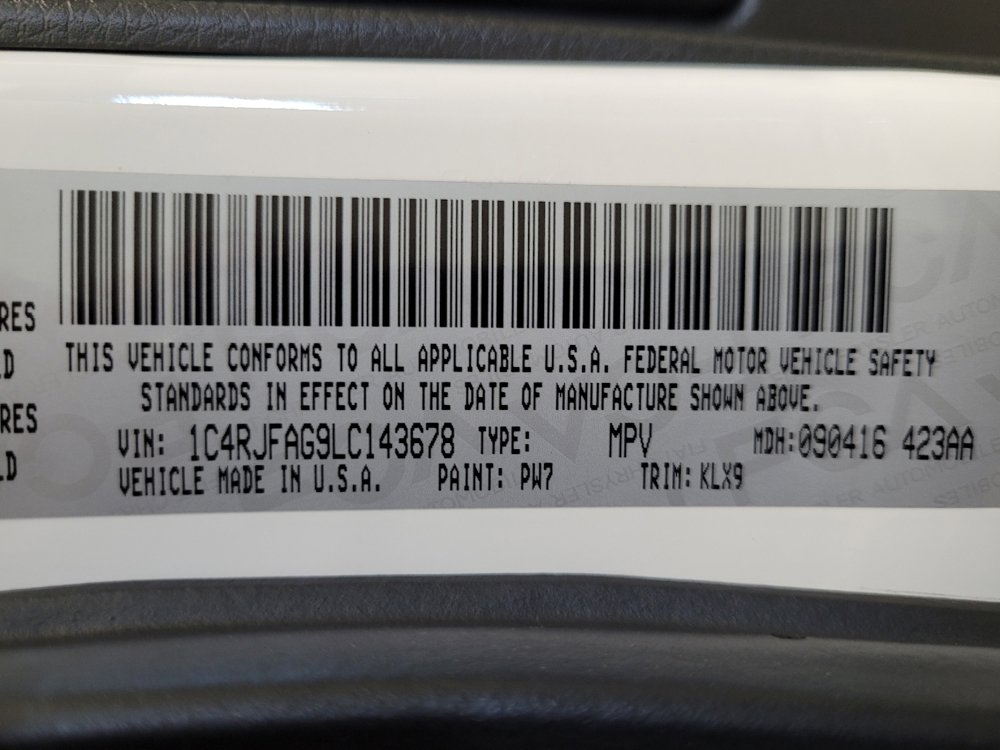 RES
THIS VEHICLE CONFORMS TO ALL APPLICABLE U.S.A. FEDERAL MOTOR VEHICLE SAFETY
LD
STANDARDS IN EFFECT ON THE DATE OF MANUFACTURE SHOWN ABOVE.
RES
VIN: 1C4RJFAG9LC143678 TYPE: MPV MDH:090416 423AA
LD
VEHICLE MADE IN U.S.A. PAINT: PW7 TRIM: KLX9